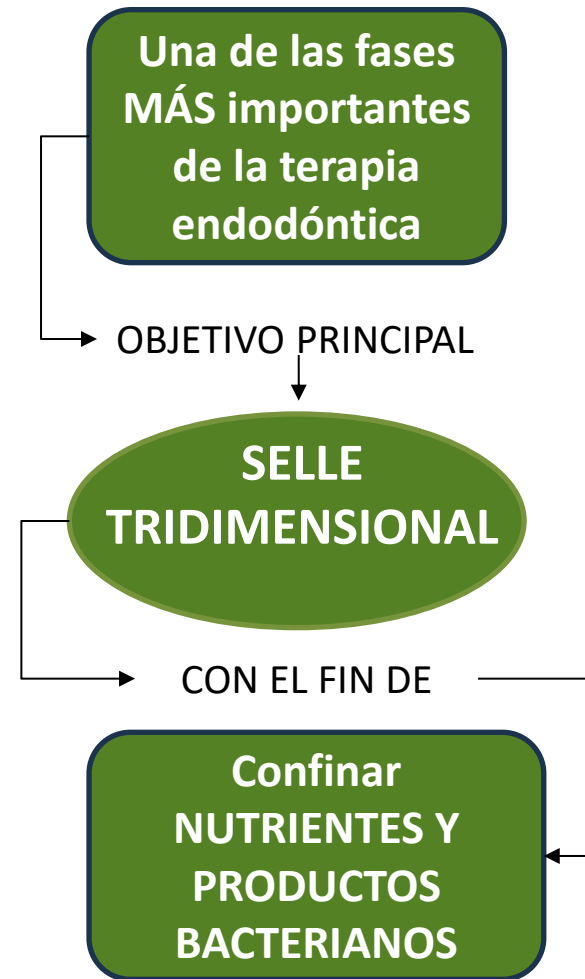 Una de las fases
MÁS importantes
de la terapia
endodóntica
OBJETIVO PRINCIPAL
SELLE
TRIDIMENSIONAL
CON EL FIN DE
Confinar
NUTRIENTES Y
PRODUCTOS
BACTERIANOS